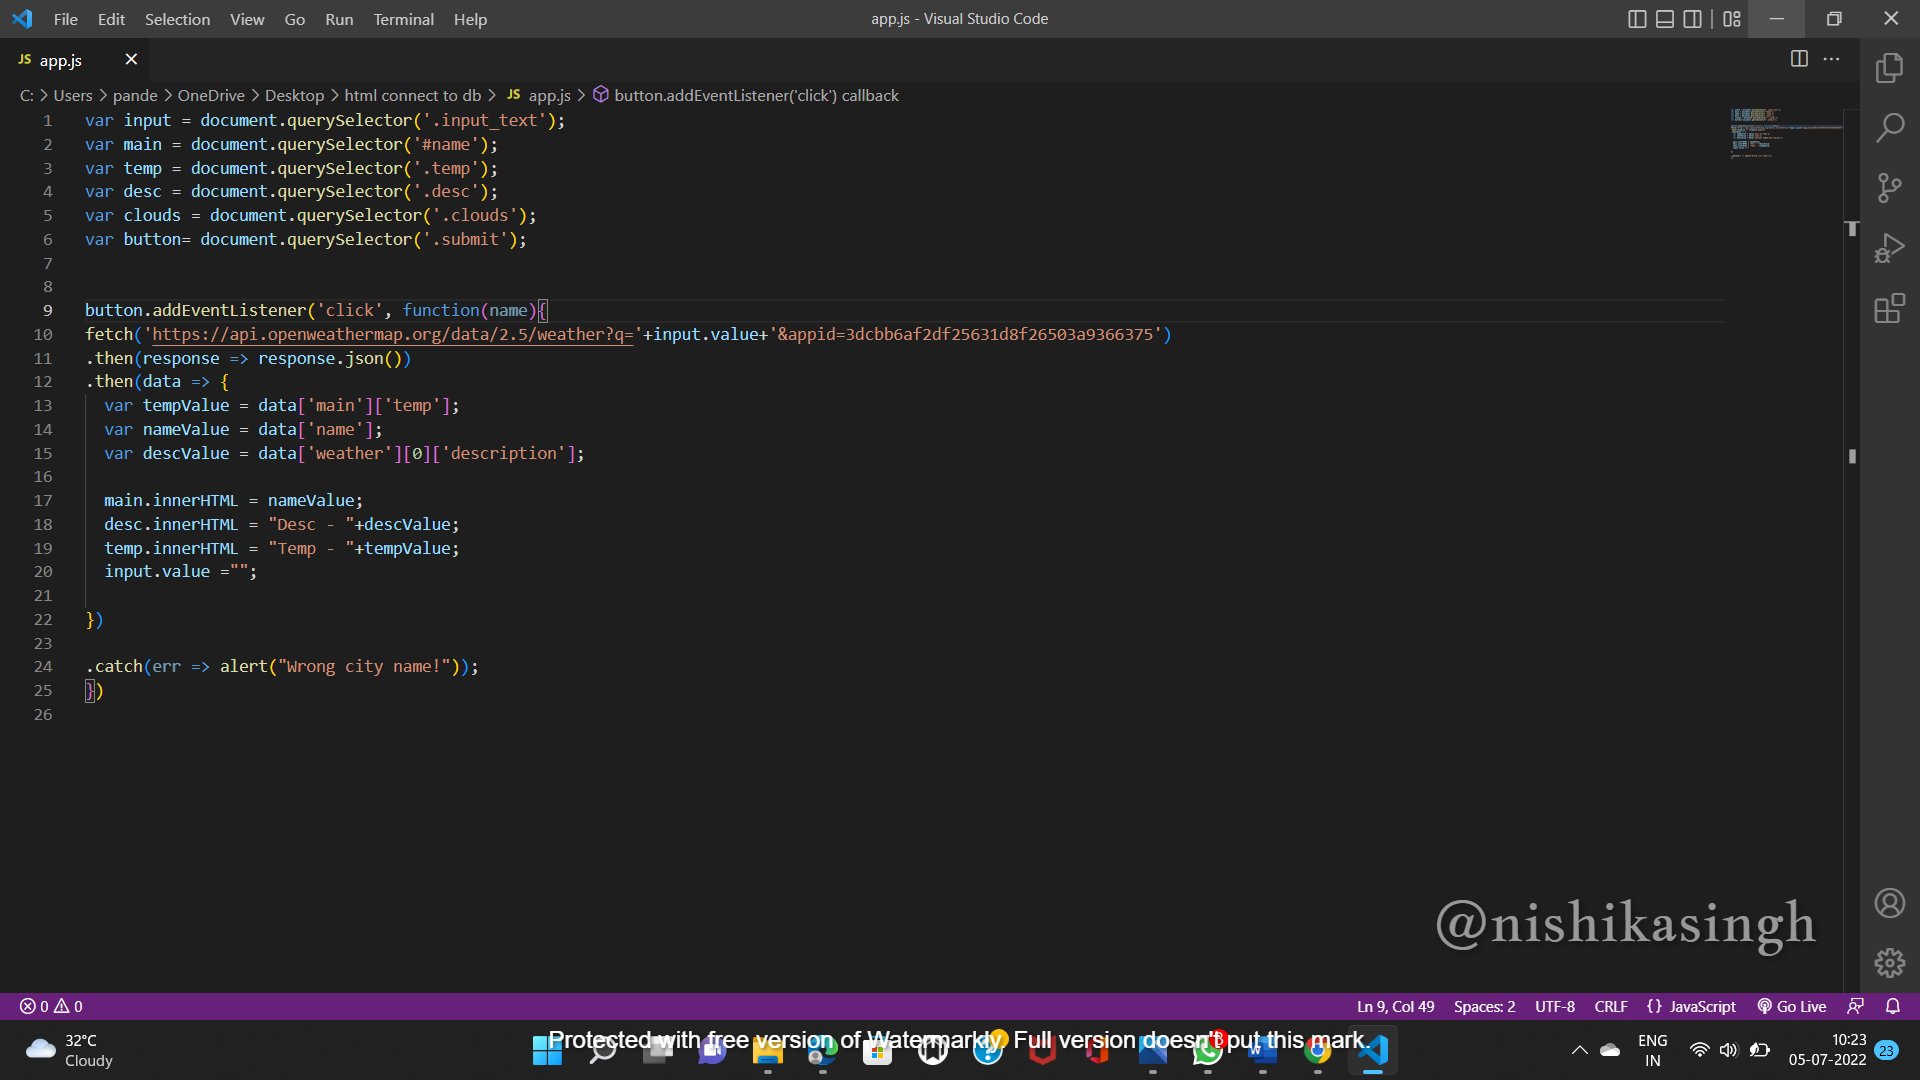 File Edit Selection View Go Run Terminal Help
app.js - Visual Studio Code
JS app.js
C: > Users > pande > OneDrive > Desktop > html connect to db > JS app.js > button.addEventListener('click') callback
1 var input = document.querySelector('.input_text');
2 var main = document.querySelector('#name');
3 var temp = document.querySelector('.temp');
4 var desc = document.querySelector('.desc');
5 var clouds = document.querySelector('.clouds');
6 var button= document.querySelector('.submit');
7
8
9 button.addEventListener('click', function(name){
10 fetch('https://api.openweathermap.org/data/2.5/weather?q='+input.value+'&appid=3dcbb6af2df25631d8f26503a9366375')
11 .then(response => response.json())
12 .then(data => {
13 var tempValue = data['main']['temp'];
14 var nameValue = data['name'];
15 var descValue = data['weather'][0]['description'];
16
17 main.innerHTML = nameValue;
18 desc.innerHTML = "Desc - "+descValue;
19 temp.innerHTML = "Temp - "+tempValue;
20 input.value ="";
21
22 })
23
24 .catch(err => alert("Wrong city name!"));
25 })
26
@nishikasingh
0 0
Ln 9, Col 49 Spaces: 2 UTF-8 CRLF {} JavaScript Go Live
32°C
Cloudy
Protected with free version of Watermarkly. Full version doesn't put this mark.
ENG
IN
10:23
05-07-2022
23